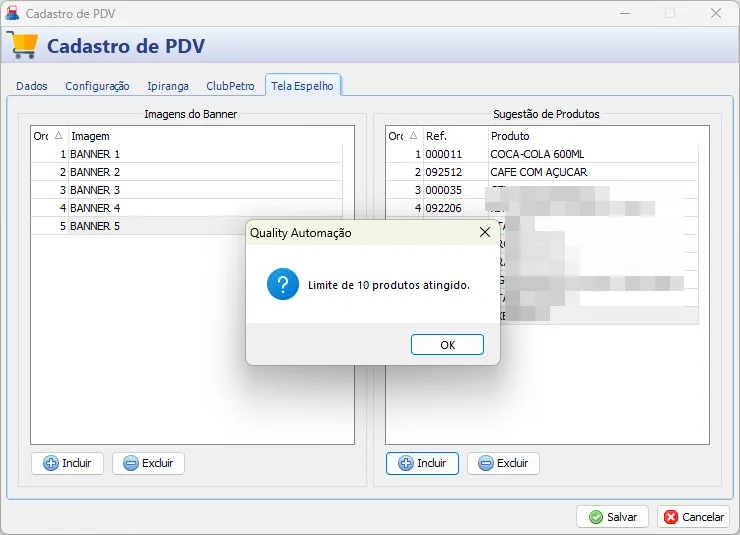 Cadastro de PDV
Cadastro de PDV
Dados Configuração Ipiranga ClubPetro Tela Espelho
Imagens do Banner
Orc Imagem
1 BANNER 1
2 BANNER 2
3 BANNER 3
4 BANNER 4
5 BANNER 5
Incluir Excluir
Sugestão de Produtos
Orc Ref. Produto
1 000011 COCA-COLA 600ML
2 092512 CAFE COM AÇUCAR
3 000035
4 092206
Incluir Excluir
Quality Automação
Limite de 10 produtos atingido.
OK
Salvar Cancelar